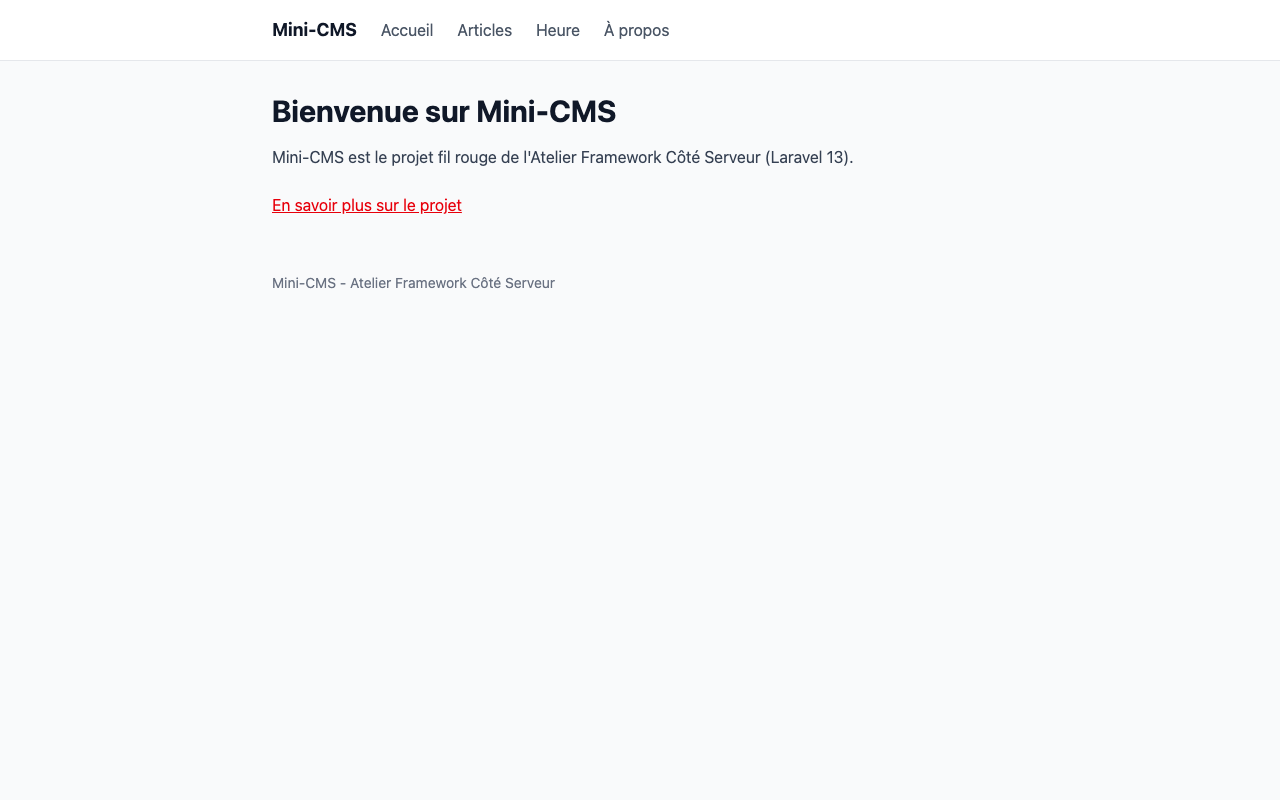 Mini-CMS Accueil Articles Heure À propos
Bienvenue sur Mini-CMS
Mini-CMS est le projet fil rouge de l'Atelier Framework Côté Serveur (Laravel 13).
En savoir plus sur le projet
Mini-CMS - Atelier Framework Côté Serveur